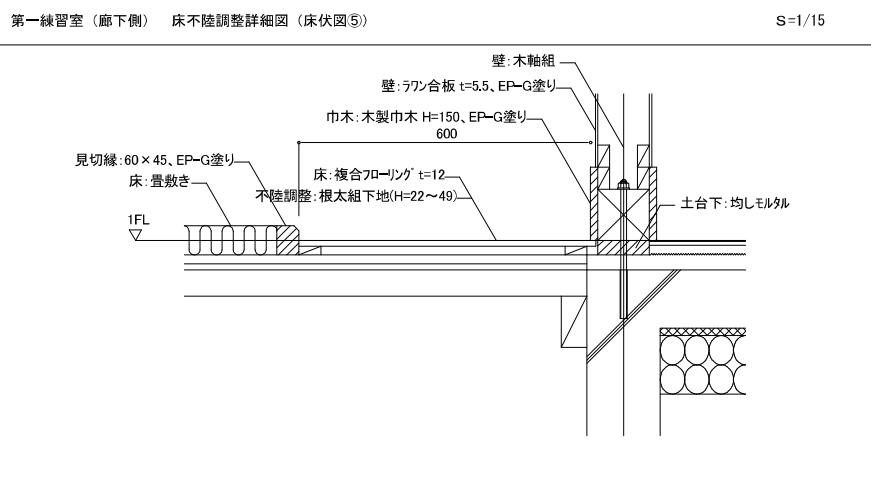 第一練習室（廊下側）　床不陸調整詳細図（床伏図⑤）　S=1/15
壁：木軸組
壁：ﾗﾜﾝ合板 t=5.5、EP-G塗り
巾木：木製巾木 H=150、EP-G塗り
600
見切縁：60×45、EP-G塗り
床：複合ﾌﾛｰﾘﾝｸﾞ t=12
床：畳敷き
不陸調整：根太組下地(H=22～49)
土台下：均しﾓﾙﾀﾙ
1FL